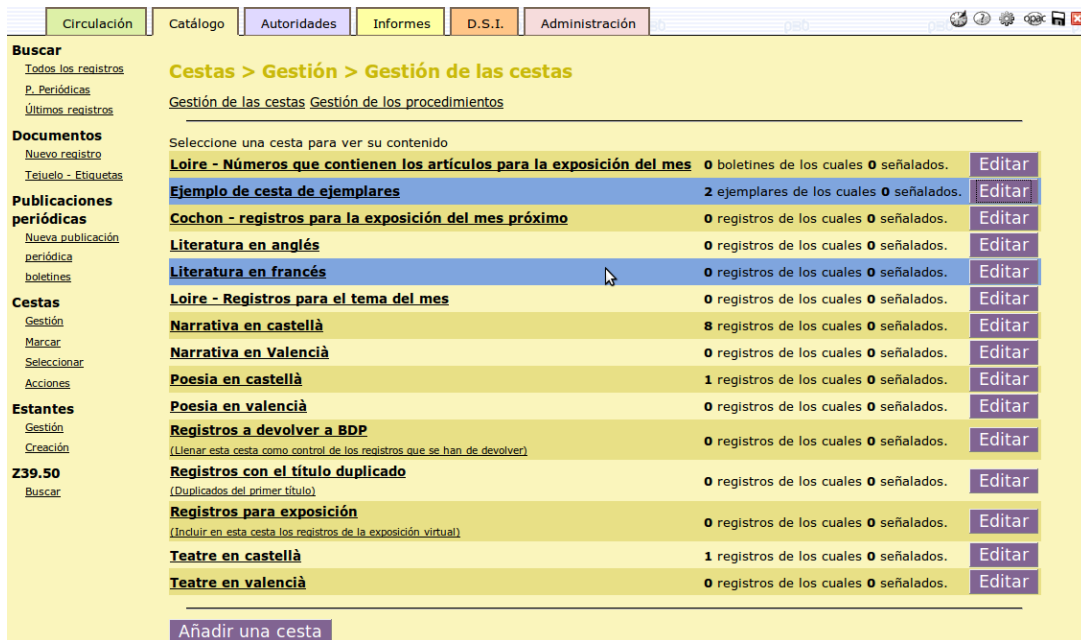 Circulación Catálogo Autoridades Informes D.S.I. Administración
opac
Buscar
Todos los registros
P. Periódicas
Últimos registros
Documentos
Nuevo registro
Tejuelo - Etiquetas
Publicaciones
periódicas
Nueva publicación
periódica
boletines
Cestas
Gestión
Marcar
Seleccionar
Acciones
Estantes
Gestión
Creación
Z39.50
Buscar
Cestas > Gestión > Gestión de las cestas
Gestión de las cestas Gestión de los procedimientos
Seleccione una cesta para ver su contenido
Loire - Números que contienen los artículos para la exposición del mes 0 boletines de los cuales 0 señalados. Editar
Ejemplo de cesta de ejemplares 2 ejemplares de los cuales 0 señalados. Editar
Cochon - registros para la exposición del mes próximo 0 registros de los cuales 0 señalados. Editar
Literatura en anglés 0 registros de los cuales 0 señalados. Editar
Literatura en francés 0 registros de los cuales 0 señalados. Editar
Loire - Registros para el tema del mes 0 registros de los cuales 0 señalados. Editar
Narrativa en castellà 8 registros de los cuales 0 señalados. Editar
Narrativa en Valencià 0 registros de los cuales 0 señalados. Editar
Poesia en castellà 1 registros de los cuales 0 señalados. Editar
Poesia en valencià 0 registros de los cuales 0 señalados. Editar
Registros a devolver a BDP 0 registros de los cuales 0 señalados. Editar
(Llenar esta cesta como control de los registros que se han de devolver)
Registros con el título duplicado 0 registros de los cuales 0 señalados. Editar
(Duplicados del primer título)
Registros para exposición 0 registros de los cuales 0 señalados. Editar
(Incluir en esta cesta los registros de la exposición virtual)
Teatre en castellà 1 registros de los cuales 0 señalados. Editar
Teatre en valencià 0 registros de los cuales 0 señalados. Editar
Añadir una cesta